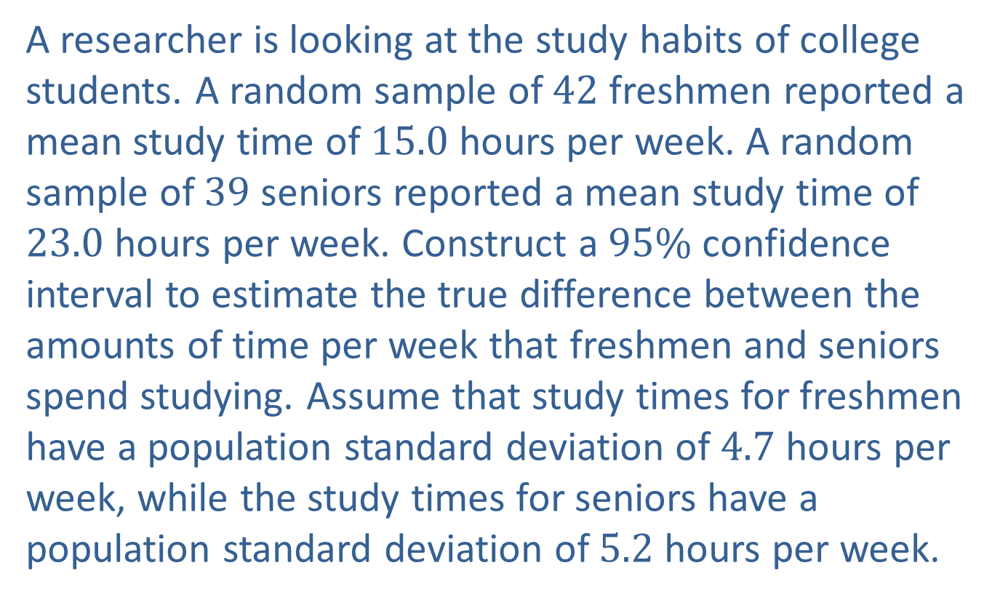 A researcher is looking at the study habits of college
students. A random sample of 42 freshmen reported a
mean study time of 15.0 hours per week. A random
sample of 39 seniors reported a mean study time of
23.0 hours per week. Construct a 95% confidence
interval to estimate the true difference between the
amounts of time per week that freshmen and seniors
spend studying. Assume that study times for freshmen
have a population standard deviation of 4.7 hours per
week, while the study times for seniors have a
population standard deviation of 5.2 hours per week.